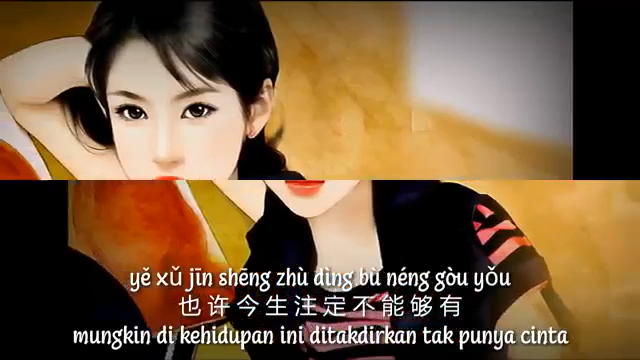 yě xǔ jīn shēng zhù dìng bù néng gòu yǒu
也许今生注定不能够有
mungkin di kehidupan ini ditakdirkan tak punya cinta